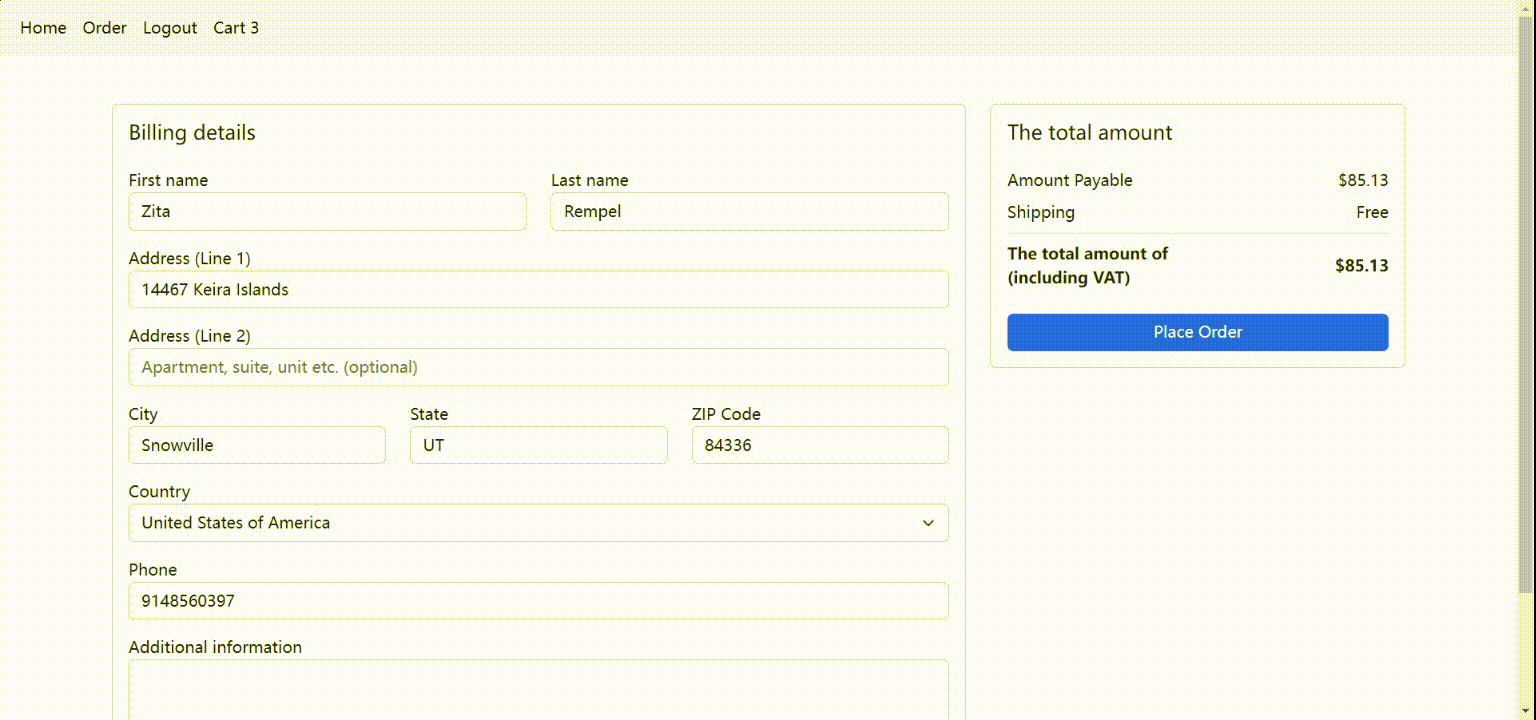 Home Order Logout Cart 3
Billing details
First name Last name
Zita Rempel
Address (Line 1)
14467 Keira Islands
Address (Line 2)
Apartment, suite, unit etc. (optional)
City State ZIP Code
Snowville UT 84336
Country
United States of America
Phone
9148560397
Additional information
The total amount
Amount Payable $85.13
Shipping Free
The total amount of
(including VAT) $85.13
Place Order